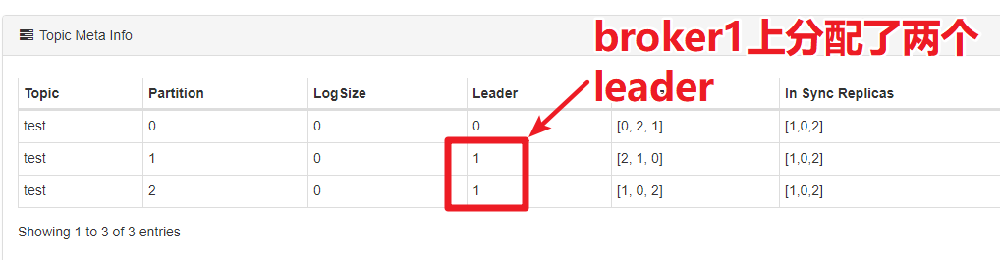 Topic Meta Info
broker1上分配了两个
leader
Topic Partition LogSize Leader In Sync Replicas
test 0 0 0 [0, 2, 1] [1,0,2]
test 1 0 1 [2, 1, 0] [1,0,2]
test 2 0 1 [1, 0, 2] [1,0,2]
Showing 1 to 3 of 3 entries